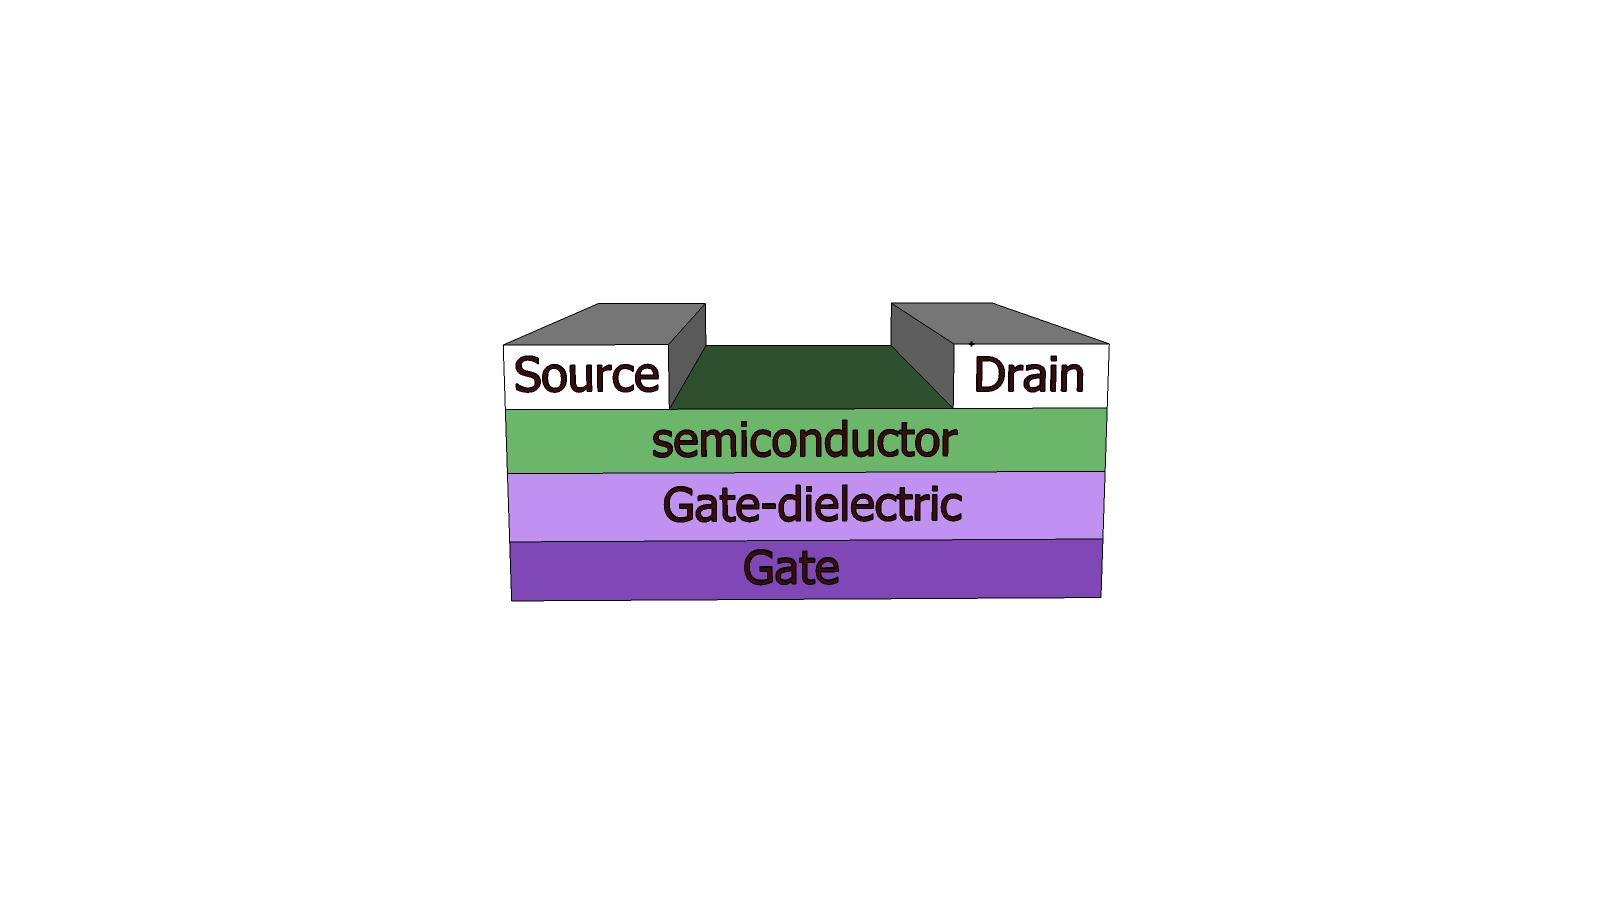 Source
Drain
semiconductor
Gate-dielectric
Gate